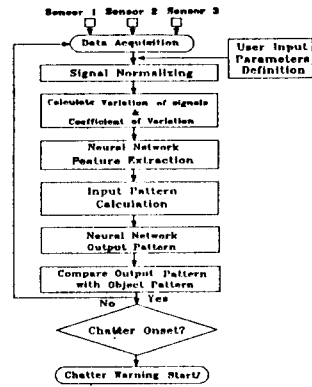 Sensor 1 Sensor 2 Sensor 3
Data Acquisition
User Input
Parameters
Definition
Signal Normalizing
Calculate Variation of signals
&
Coefficient of Variation
Neural Network
Feature Extraction
Input Pattern
Calculation
Neural Network
Output Pattern
Compare Output Pattern
with Object Pattern
No Yes
Chatter Onset?
Chatter Warning Start!